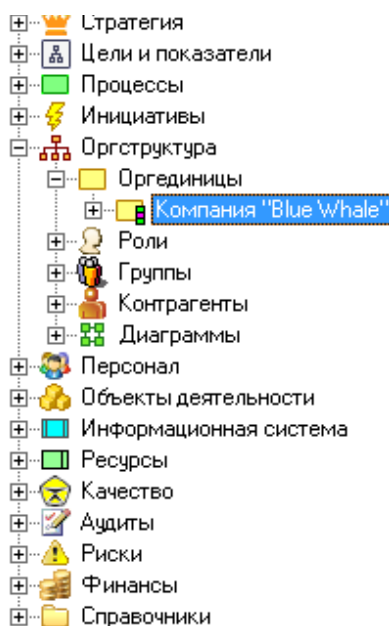 Стратегия
Цели и показатели
Процессы
Инициативы
Оргструктура
Оргединицы
Компания "Blue Whale"
Роли
Группы
Контрагенты
Диаграммы
Персонал
Объекты деятельности
Информационная система
Ресурсы
Качество
Аудиты
Риски
Финансы
Справочники